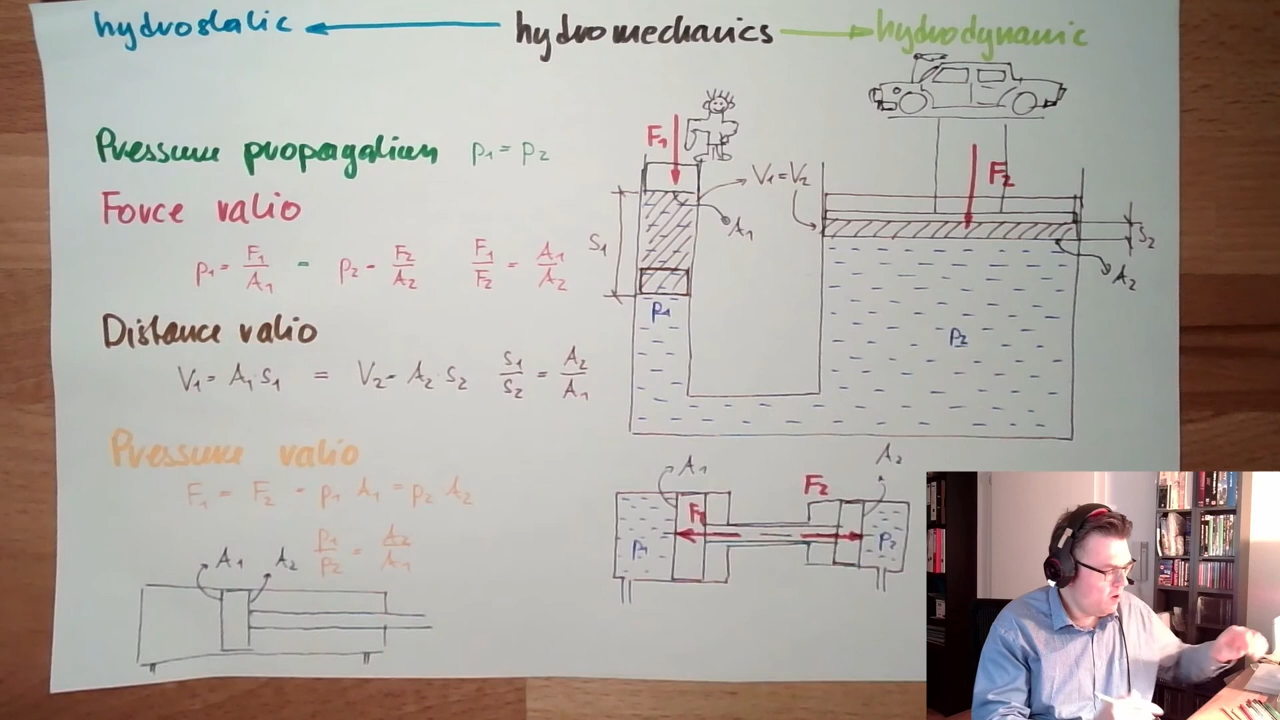 hydrostatic hydromechanics hydrodynamic
Pressure propagation p₁ = p₂
Force ratio
p₁ = F₁/A₁ = p₂ = F₂/A₂ F₁/F₂ = A₁/A₂
Distance ratio
V₁ = A₁ · s₁ = V₂ = A₂ · s₂ s₁/s₂ = A₂/A₁
Pressure ratio
F₁ = F₂ = p₁ A₁ = p₂ A₂
p₁/p₂ = A₂/A₁
A₁ A₂
F₁
V₁ = V₂
F₂
A₁
S₁
S₂
A₂
p₁
p₂
A₁
A₂
F₁
F₂
p₁
p₂